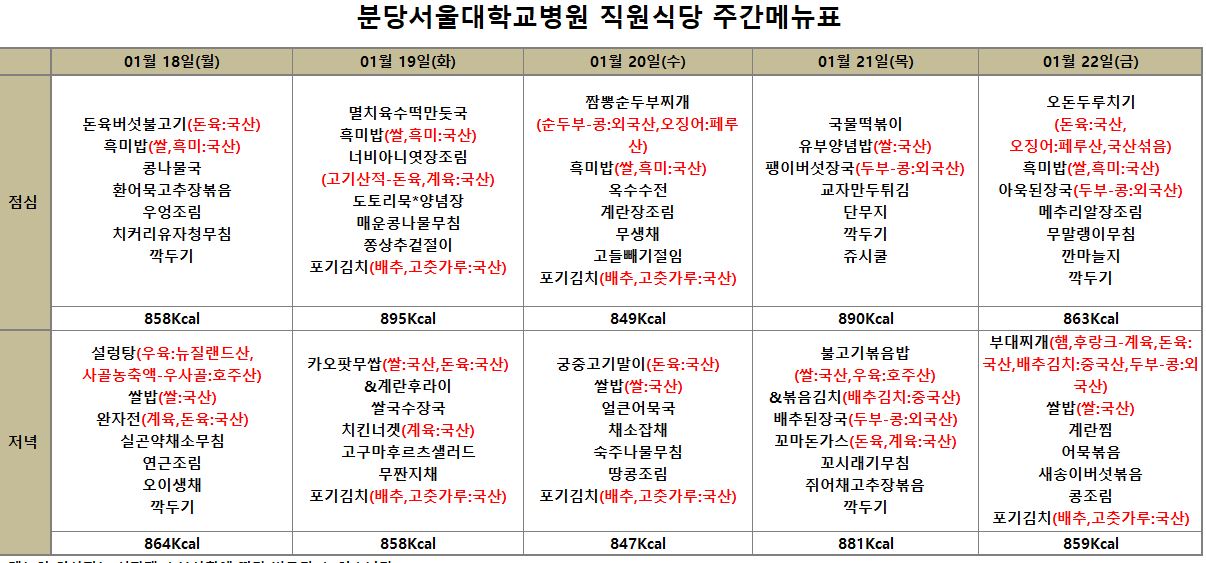 분당서울대학교병원 직원식당 주간메뉴표
01월 18일(월)
01월 19일(화)
01월 20일(수)
01월 21일(목)
01월 22일(금)
점심
돈육버섯불고기(돈육:국산)
흑미밥(쌀,흑미:국산)
콩나물국
환어묵고추장볶음
우엉조림
치커리유자청무침
깍두기
멸치육수떡만둣국
흑미밥(쌀,흑미:국산)
너비아니엿장조림
(고기산적-돈육,계육:국산)
도토리묵*양념장
매운콩나물무침
쫑상추겉절이
포기김치(배추,고춧가루:국산)
짬뽕순두부찌개
(순두부-콩:외국산,오징어:페루
산)
흑미밥(쌀,흑미:국산)
옥수수전
계란장조림
무생채
고들빼기절임
포기김치(배추,고춧가루:국산)
국물떡볶이
유부양념밥(쌀:국산)
팽이버섯장국(두부-콩:외국산)
교자만두튀김
단무지
깍두기
쥬시쿨
오돈두루치기
(돈육:국산,
오징어:페루산,국산섞음)
흑미밥(쌀,흑미:국산)
아욱된장국(두부-콩:외국산)
메추리알장조림
무말랭이무침
깐마늘지
깍두기
858Kcal
895Kcal
849Kcal
890Kcal
863Kcal
저녁
설렁탕(우육:뉴질랜드산,
사골농축액-우사골:호주산)
쌀밥(쌀:국산)
완자전(계육,돈육:국산)
실곤약채소무침
연근조림
오이생채
깍두기
카오팟무쌉(쌀:국산,돈육:국산)
&계란후라이
쌀국수장국
치킨너겟(계육:국산)
고구마후르츠샐러드
무짠지채
포기김치(배추,고춧가루:국산)
궁중고기말이(돈육:국산)
쌀밥(쌀:국산)
얼큰어묵국
채소잡채
숙주나물무침
땅콩조림
포기김치(배추,고춧가루:국산)
불고기볶음밥
(쌀:국산,우육:호주산)
&볶음김치(배추김치:중국산)
배추된장국(두부-콩:외국산)
꼬마돈가스(돈육,계육:국산)
꼬시래기무침
쥐어채고추장볶음
깍두기
부대찌개(햄,후랑크-계육,돈육:
국산,배추김치:중국산,두부-콩:외
국산)
쌀밥(쌀:국산)
계란찜
어묵볶음
새송이버섯볶음
콩조림
포기김치(배추,고춧가루:국산)
864Kcal
858Kcal
847Kcal
881Kcal
859Kcal